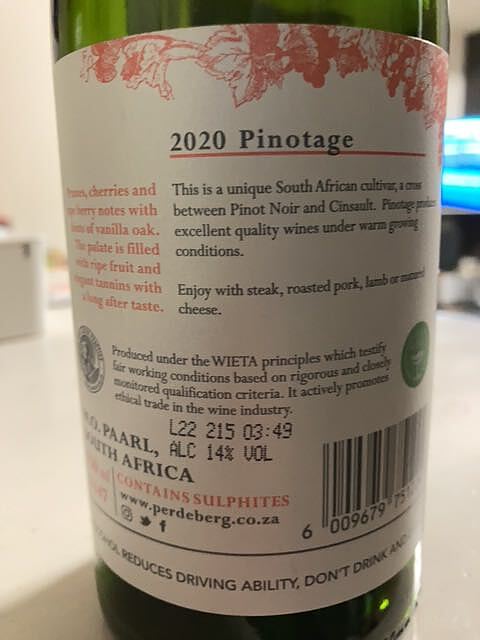 2020 Pinotage
cherries and
berry notes with
of vanilla oak.
The palate is filled
with ripe fruit and
tannins with
a long after taste.
This is a unique South African cultivar, a cross
between Pinot Noir and Cinsault. Pinotage
excellent quality wines under warm growing
conditions.
Enjoy with steak, roasted pork, lamb or matured
cheese.
Produced under the WIETA principles which testify
fair working conditions based on rigorous and closely
monitored qualification criteria. It actively promotes
ethical trade in the wine industry.
L22 215 03:49
ALC 14% VOL
PAARL,
SOUTH AFRICA
CONTAINS SULPHITES
www.perdeberg.co.za
6 009679
REDUCES DRIVING ABILITY, DON'T DRINK AND